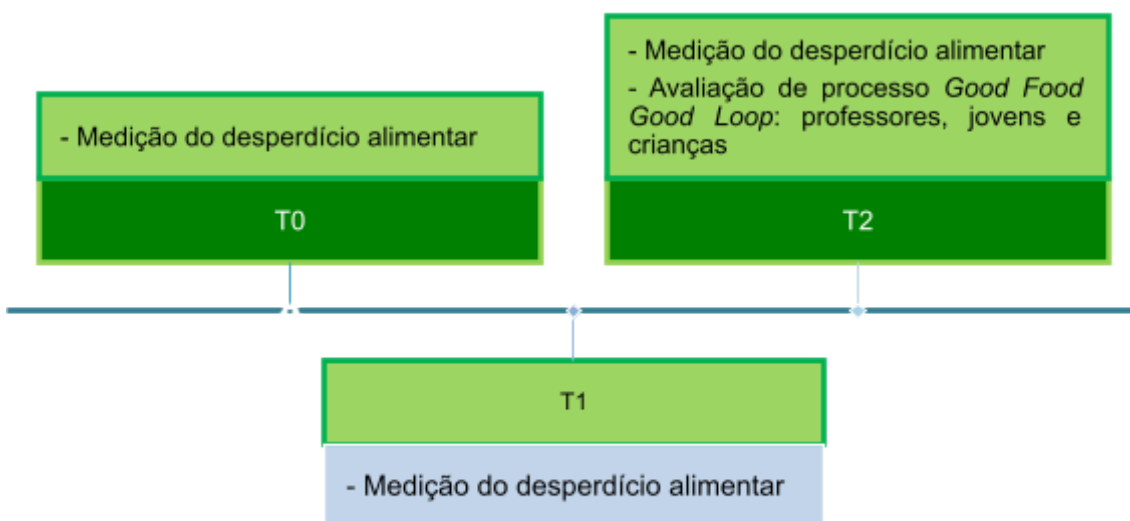 - Medição do desperdício alimentar
T0
- Medição do desperdício alimentar
- Avaliação de processo Good Food
Good Loop: professores, jovens e
crianças
T2
T1
- Medição do desperdício alimentar